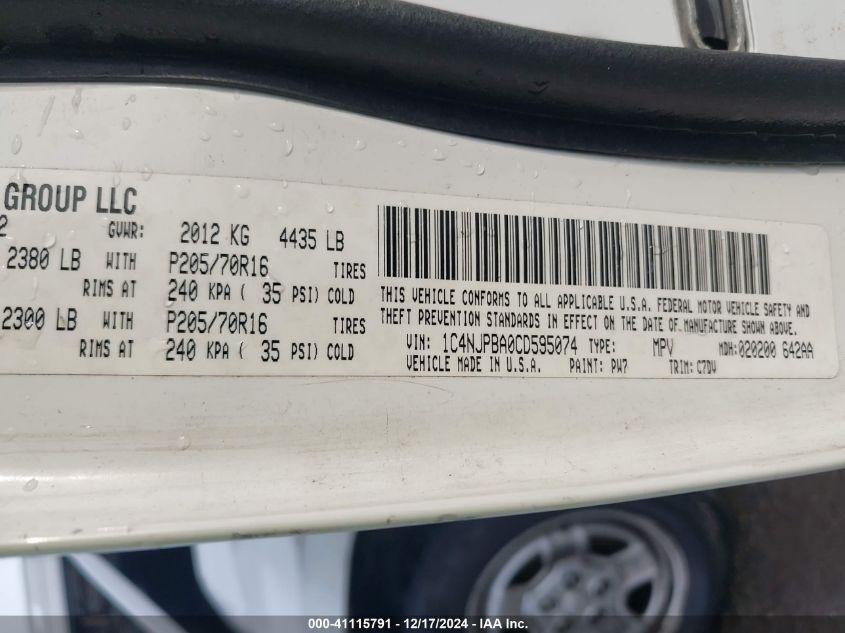 GROUP LLC
2 GVWR: 2012 KG 4435 LB
2380 LB WITH P205/70R16 TIRES
RIMS AT 240 KPA ( 35 PSI) COLD
2300 LB WITH P205/70R16 TIRES
RIMS AT 240 KPA ( 35 PSI) COLD
THIS VEHICLE CONFORMS TO ALL APPLICABLE U.S.A. FEDERAL MOTOR VEHICLE SAFETY AND
THEFT PREVENTION STANDARDS IN EFFECT ON THE DATE OF MANUFACTURE SHOWN ABOVE.
VIN: 1C4NJPBA0CD595074 TYPE: MPV MDH:020200 642AA
VEHICLE MADE IN U.S.A. PAINT: PW7 TRIM: C7DV
000-41115791 - 12/17/2024 - IAAI.COM